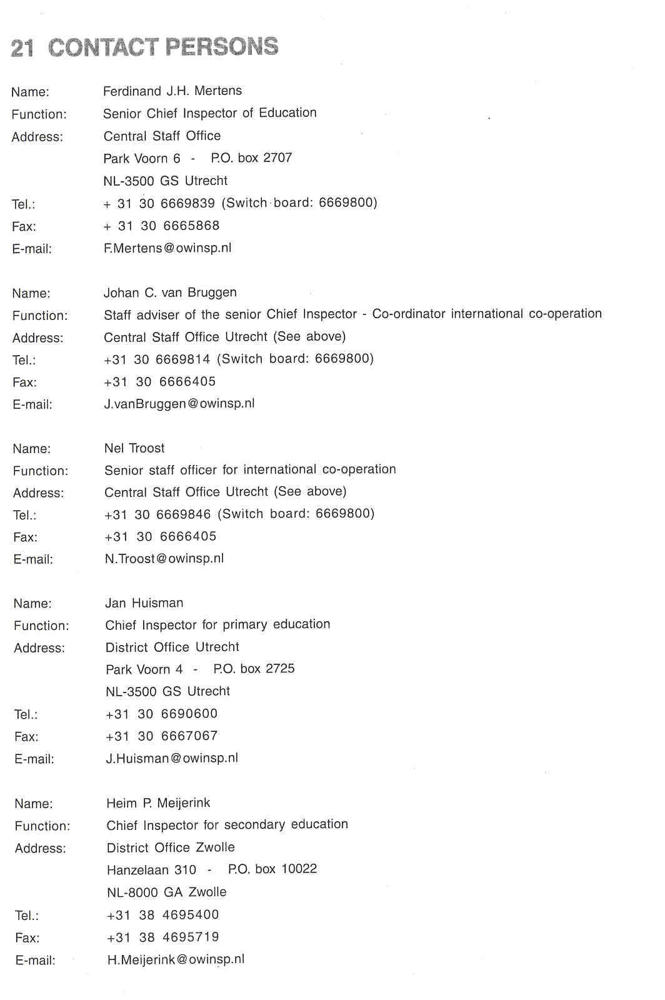 21 CONTACT PERSONS
Name: Ferdinand J.H. Mertens
Function: Senior Chief Inspector of Education
Address: Central Staff Office
Park Voorn 6 - P.O. box 2707
NL-3500 GS Utrecht
Tel.: + 31 30 6669839 (Switch board: 6669800)
Fax: + 31 30 6665868
E-mail: F.Mertens@owinsp.nl
Name: Johan C. van Bruggen
Function: Staff adviser of the senior Chief Inspector - Co-ordinator international co-operation
Address: Central Staff Office Utrecht (See above)
Tel.: +31 30 6669814 (Switch board: 6669800)
Fax: +31 30 6666405
E-mail: J.vanBruggen@owinsp.nl
Name: Nel Troost
Function: Senior staff officer for international co-operation
Address: Central Staff Office Utrecht (See above)
Tel.: +31 30 6669846 (Switch board: 6669800)
Fax: +31 30 6666405
E-mail: N.Troost@owinsp.nl
Name: Jan Huisman
Function: Chief Inspector for primary education
Address: District Office Utrecht
Park Voorn 4 - P.O. box 2725
NL-3500 GS Utrecht
Tel.: +31 30 6690600
Fax: +31 30 6667067
E-mail: J.Huisman@owinsp.nl
Name: Heim P. Meijerink
Function: Chief Inspector for secondary education
Address: District Office Zwolle
Hanzelaan 310 - P.O. box 10022
NL-8000 GA Zwolle
Tel.: +31 38 4695400
Fax: +31 38 4695719
E-mail: H.Meijerink@owinsp.nl